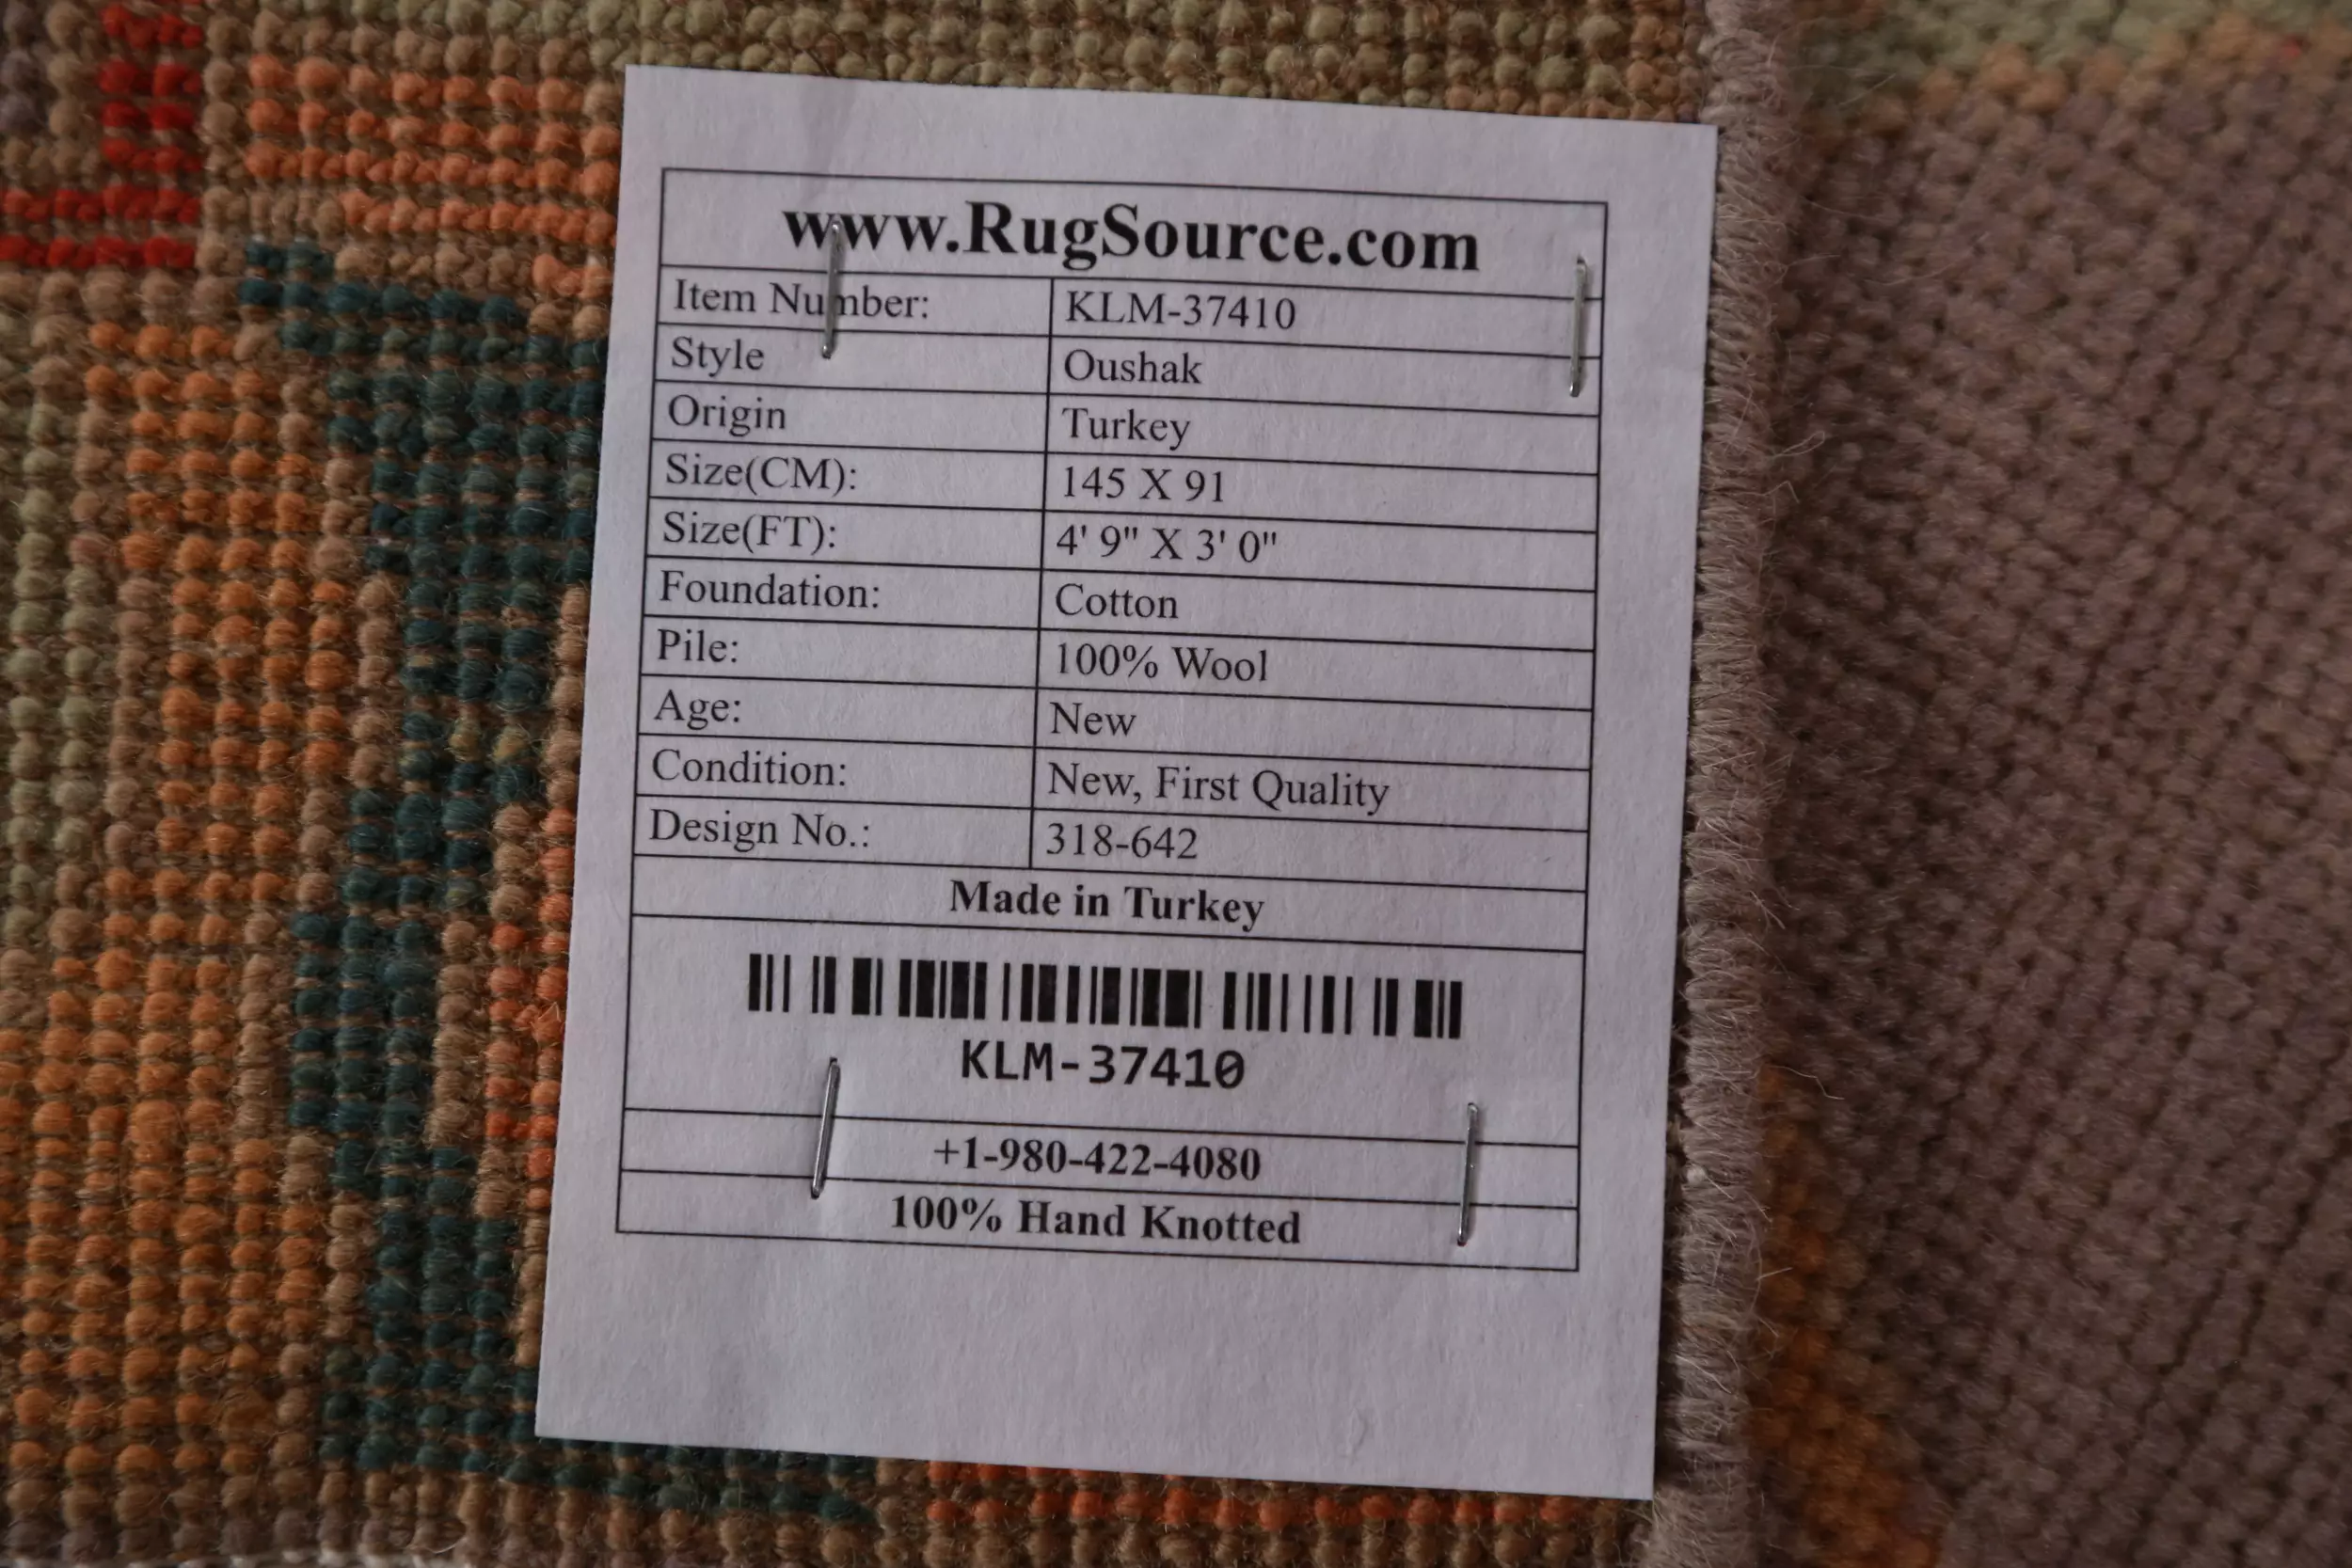 www.RugSource.com
Item Number: KLM-37410
Style Oushak
Origin Turkey
Size(CM): 145 X 91
Size(FT): 4' 9" X 3' 0"
Foundation: Cotton
Pile: 100% Wool
Age: New
Condition: New, First Quality
Design No.: 318-642
Made in Turkey
KLM-37410
+1-980-422-4080
100% Hand Knotted